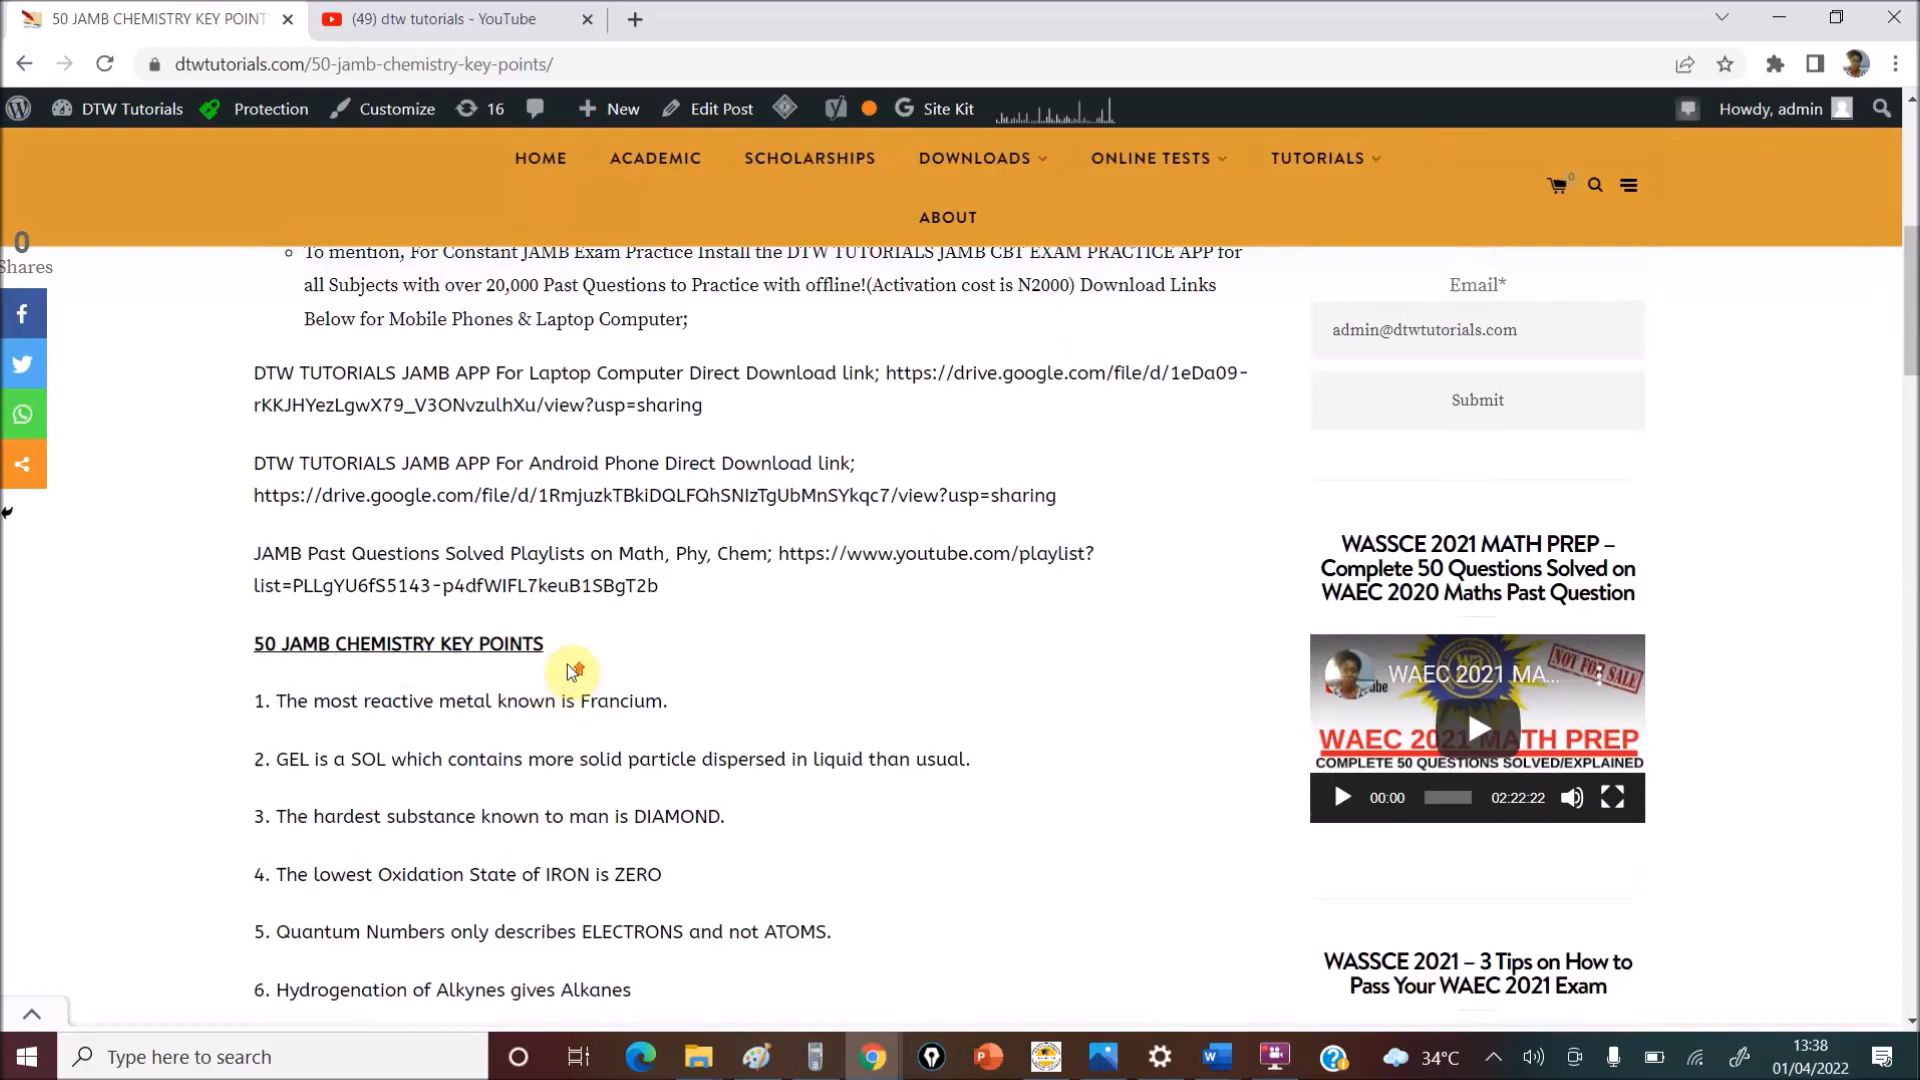 50 JAMB CHEMISTRY KEY POINT
(49) dtw tutorials - YouTube
dtwtutorials.com/50-jamb-chemistry-key-points/
DTW Tutorials
Protection
Customize
16
New
Edit Post
Site Kit
Howdy, admin
HOME
ACADEMIC
SCHOLARSHIPS
DOWNLOADS
ONLINE TESTS
TUTORIALS
0
ABOUT
0
Shares
To mention, For Constant JAMB Exam Practice Install the DTW TUTORIALS JAMB CBT EXAM PRACTICE APP for
all Subjects with over 20,000 Past Questions to Practice with offline!(Activation cost is N2000) Download Links
Below for Mobile Phones & Laptop Computer;
DTW TUTORIALS JAMB APP For Laptop Computer Direct Download link; https://drive.google.com/file/d/1eDa09-
rKKJHYezLgwX79_V3ONvzulhXu/view?usp=sharing
DTW TUTORIALS JAMB APP For Android Phone Direct Download link;
https://drive.google.com/file/d/1RmjuzkTBkiDQLFQhSNIzTgUbMnSYkqc7/view?usp=sharing
JAMB Past Questions Solved Playlists on Math, Phy, Chem; https://www.youtube.com/playlist?
list=PLLgYU6fS5143-p4dfWIFL7keuB1SBgT2b
50 JAMB CHEMISTRY KEY POINTS
1. The most reactive metal known is Francium.
2. GEL is a SOL which contains more solid particle dispersed in liquid than usual.
3. The hardest substance known to man is DIAMOND.
4. The lowest Oxidation State of IRON is ZERO
5. Quantum Numbers only describes ELECTRONS and not ATOMS.
6. Hydrogenation of Alkynes gives Alkanes
Email*
admin@dtwtutorials.com
Submit
WASSCE 2021 MATH PREP –
Complete 50 Questions Solved on
WAEC 2020 Maths Past Question
WAEC 2021 MA...
NOT FOR SALE
WAEC 2021 MATH PREP
COMPLETE 50 QUESTIONS SOLVED/EXPLAINED
00:00
02:22:22
WASSCE 2021 – 3 Tips on How to
Pass Your WAEC 2021 Exam
Type here to search
34°C
13:38
01/04/2022